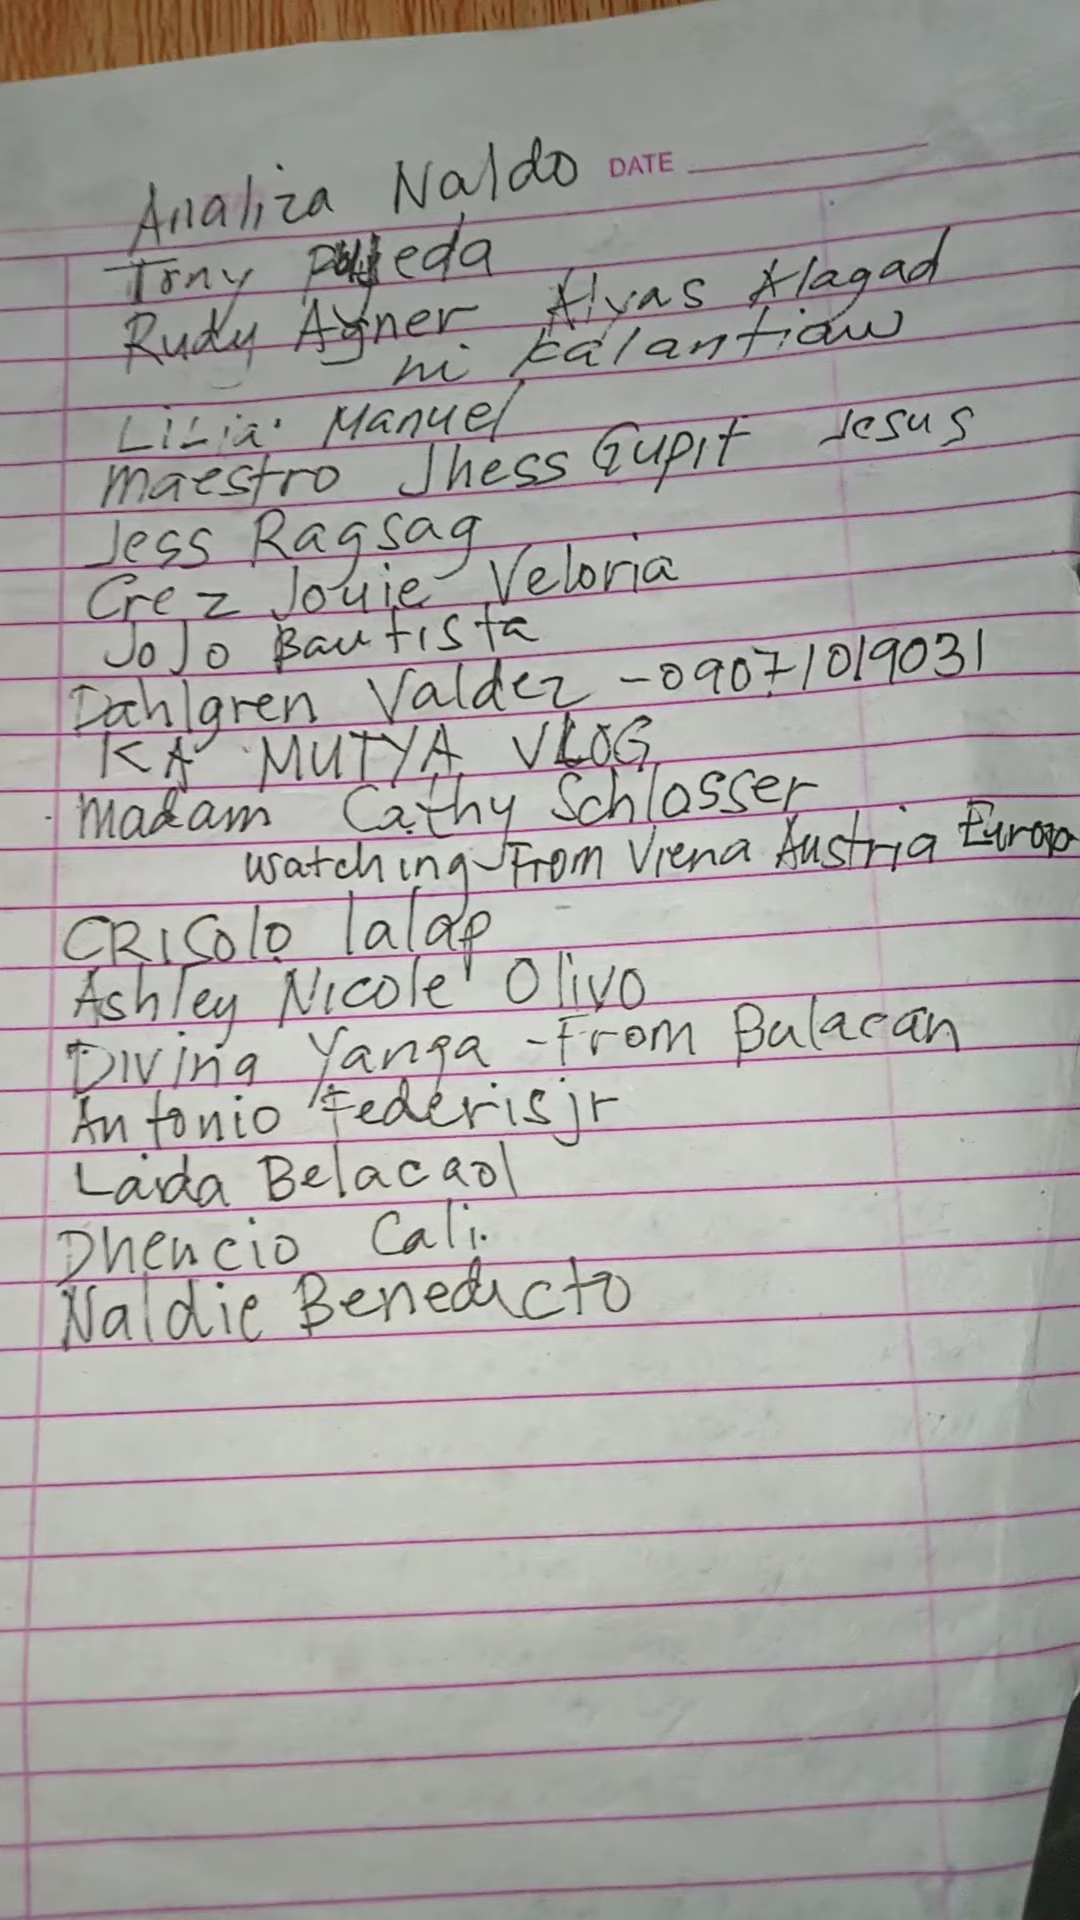 Analiza Naldo DATE
Tony eda
Rudy Agner Alyas Alagad
ni Kalantiaw
Lilia Manuel
Maestro Jhess Gupit Jesus
Jess Ragsag
Crez Jouie Veloria
JoJo Bautista
Dahlgren Valdez - 09071019031
KA MUTYA VLOG
Madam Cathy Schlosser
watching From Viena Austria Europ
CRISOlO lalap
Ashley Nicole Olivo
Divina Yanga - From Bulacan
Antonio Federis jr
Laida Belacaol
Dhencio Cali
Naldie Benedicto